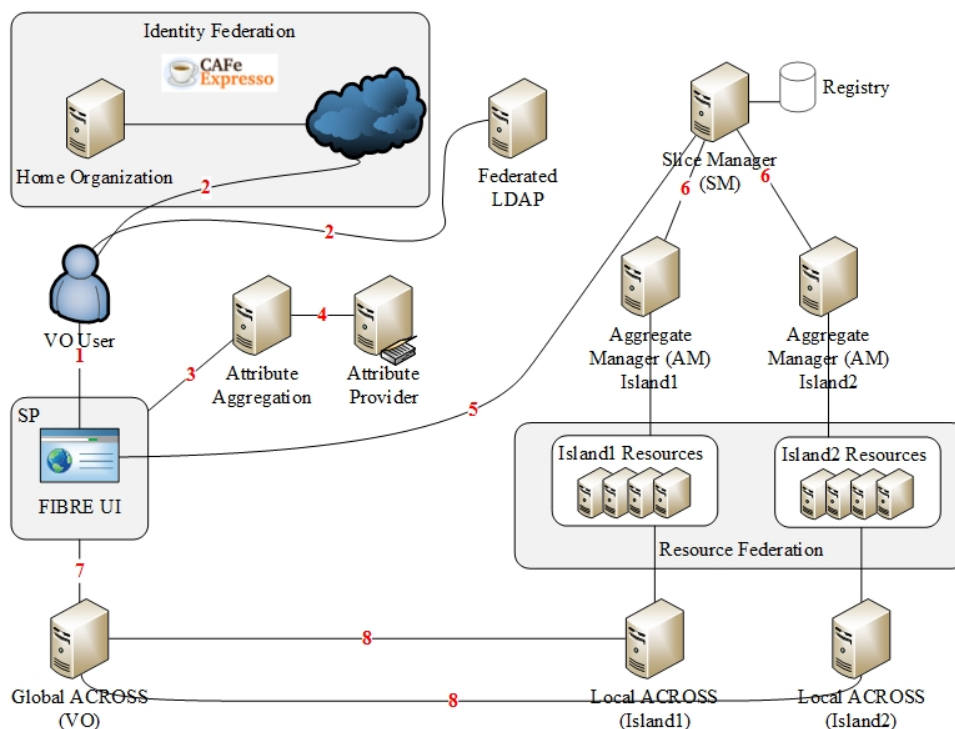 Identity Federation
CAFe
Expresso
Home Organization
2
2
Federated
LDAP
Registry
Slice Manager
(SM)
6
6
VO User
1
3
Attribute
Aggregation
4
Attribute
Provider
Aggregate
Manager (AM)
Island1
Aggregate
Manager (AM)
Island2
5
SP
FIBRE UI
Island1 Resources
Island2 Resources
Resource Federation
7
8
Global ACROSS
(VO)
8
Local ACROSS
(Island1)
Local ACROSS
(Island2)